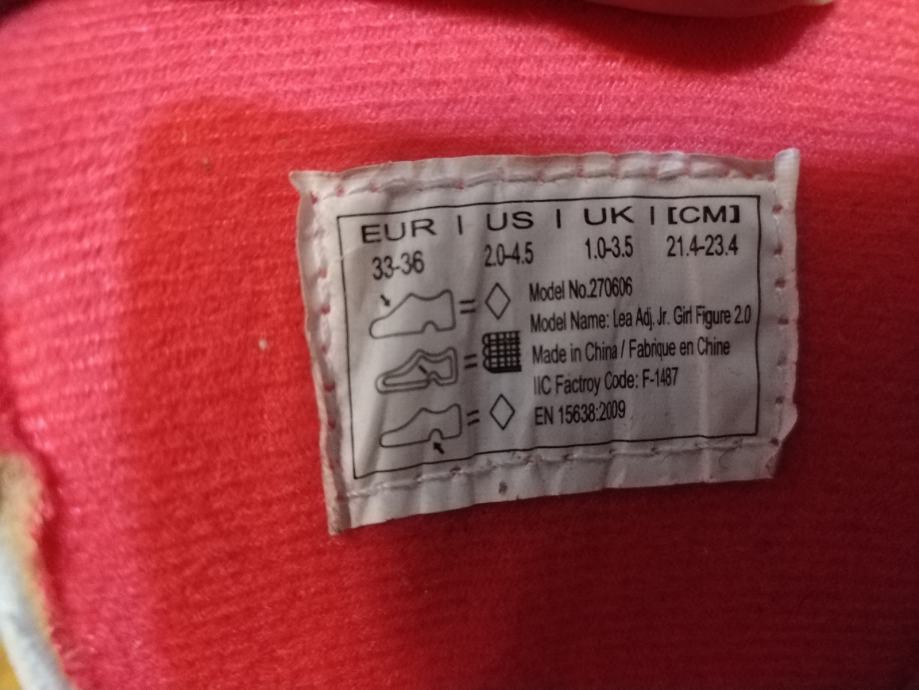 EUR | US | UK | [CM]
33-36 2.0-4.5 1.0-3.5 21.4-23.4
Model No.270606
Model Name: Lea Adj. Jr. Girl Figure 2.0
Made in China / Fabrique en Chine
IIC Factroy Code: F-1487
EN 15638:2009